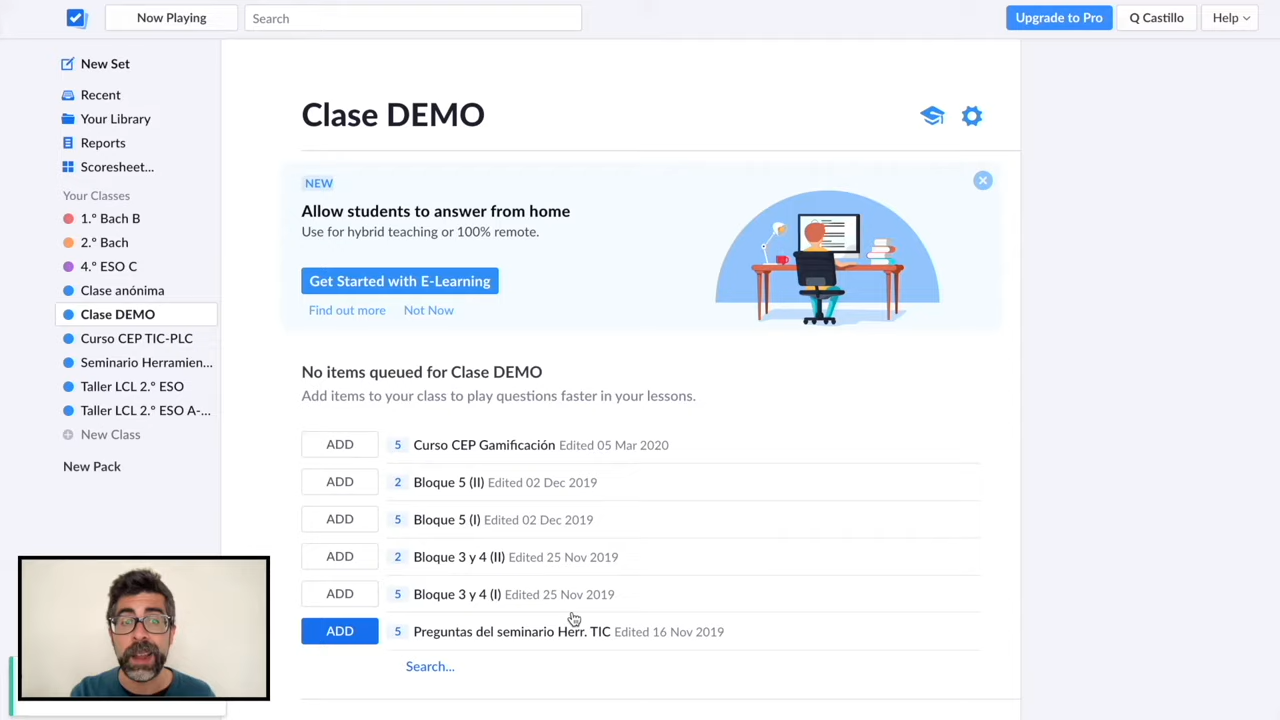 Now Playing
Search
Upgrade to Pro
Q Castillo
Help
New Set
Recent
Your Library
Reports
Scoresheet...
Your Classes
1.º Bach B
2.º Bach
4.º ESO C
Clase anónima
Clase DEMO
Curso CEP TIC-PLC
Seminario Herramien...
Taller LCL 2.º ESO
Taller LCL 2.º ESO A-...
New Class
New Pack
Clase DEMO
NEW
Allow students to answer from home
Use for hybrid teaching or 100% remote.
Get Started with E-Learning
Find out more Not Now
No items queued for Clase DEMO
Add items to your class to play questions faster in your lessons.
ADD 5 Curso CEP Gamificación Edited 05 Mar 2020
ADD 2 Bloque 5 (II) Edited 02 Dec 2019
ADD 5 Bloque 5 (I) Edited 02 Dec 2019
ADD 2 Bloque 3 y 4 (II) Edited 25 Nov 2019
ADD 5 Bloque 3 y 4 (I) Edited 25 Nov 2019
ADD 5 Preguntas del seminario Herr. TIC Edited 16 Nov 2019
Search...